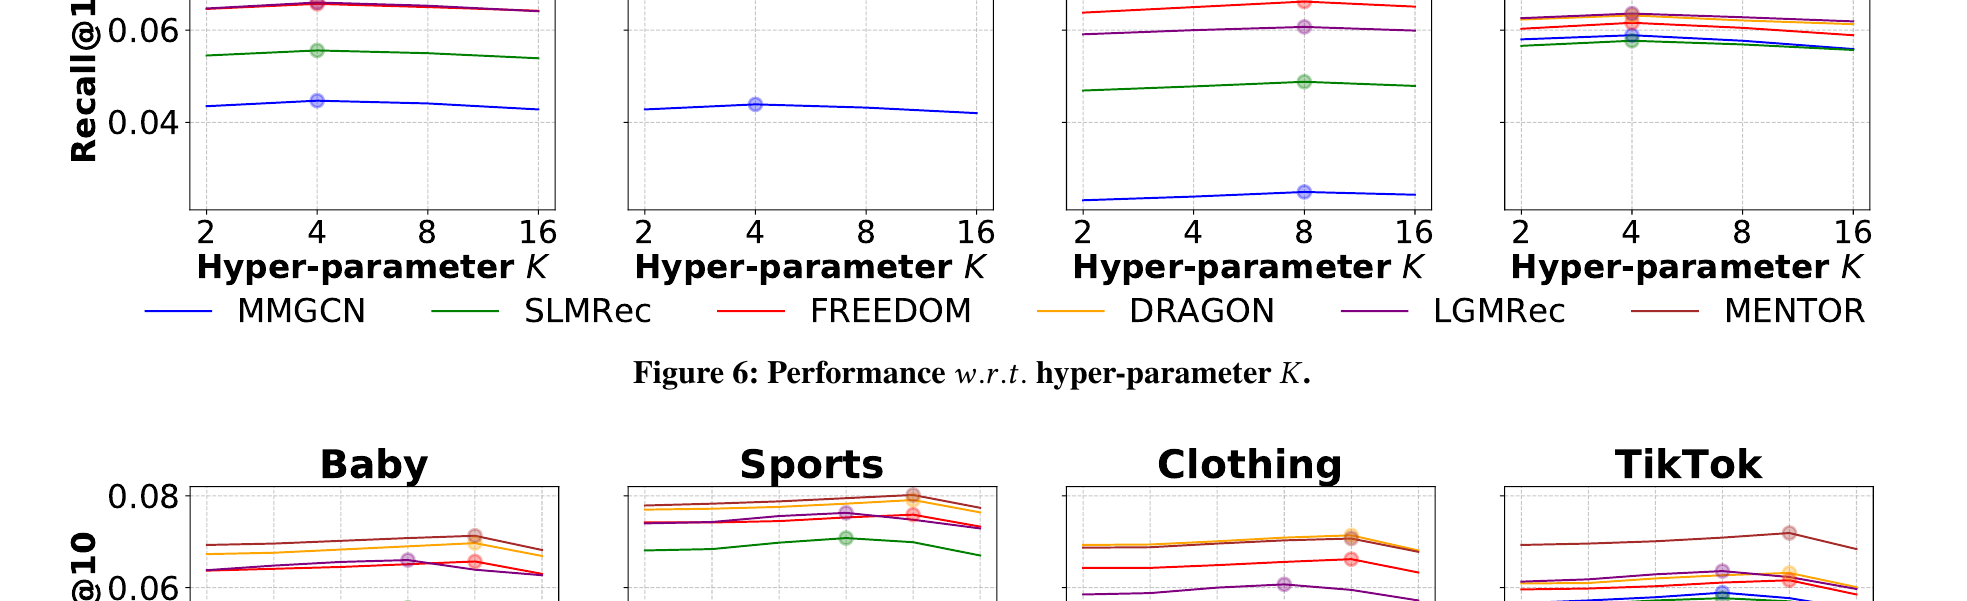 Recall@1
0.06
0.04
2 4 8 16 2 4 8 16 2 4 8 16 2 4 8 16
Hyper-parameter K Hyper-parameter K Hyper-parameter K Hyper-parameter K
MMGCN SLMRec FREEDOM DRAGON LGMRec MENTOR
Figure 6: Performance w.r.t. hyper-parameter K.
Baby Sports Clothing TikTok
0.08
@10
0.06